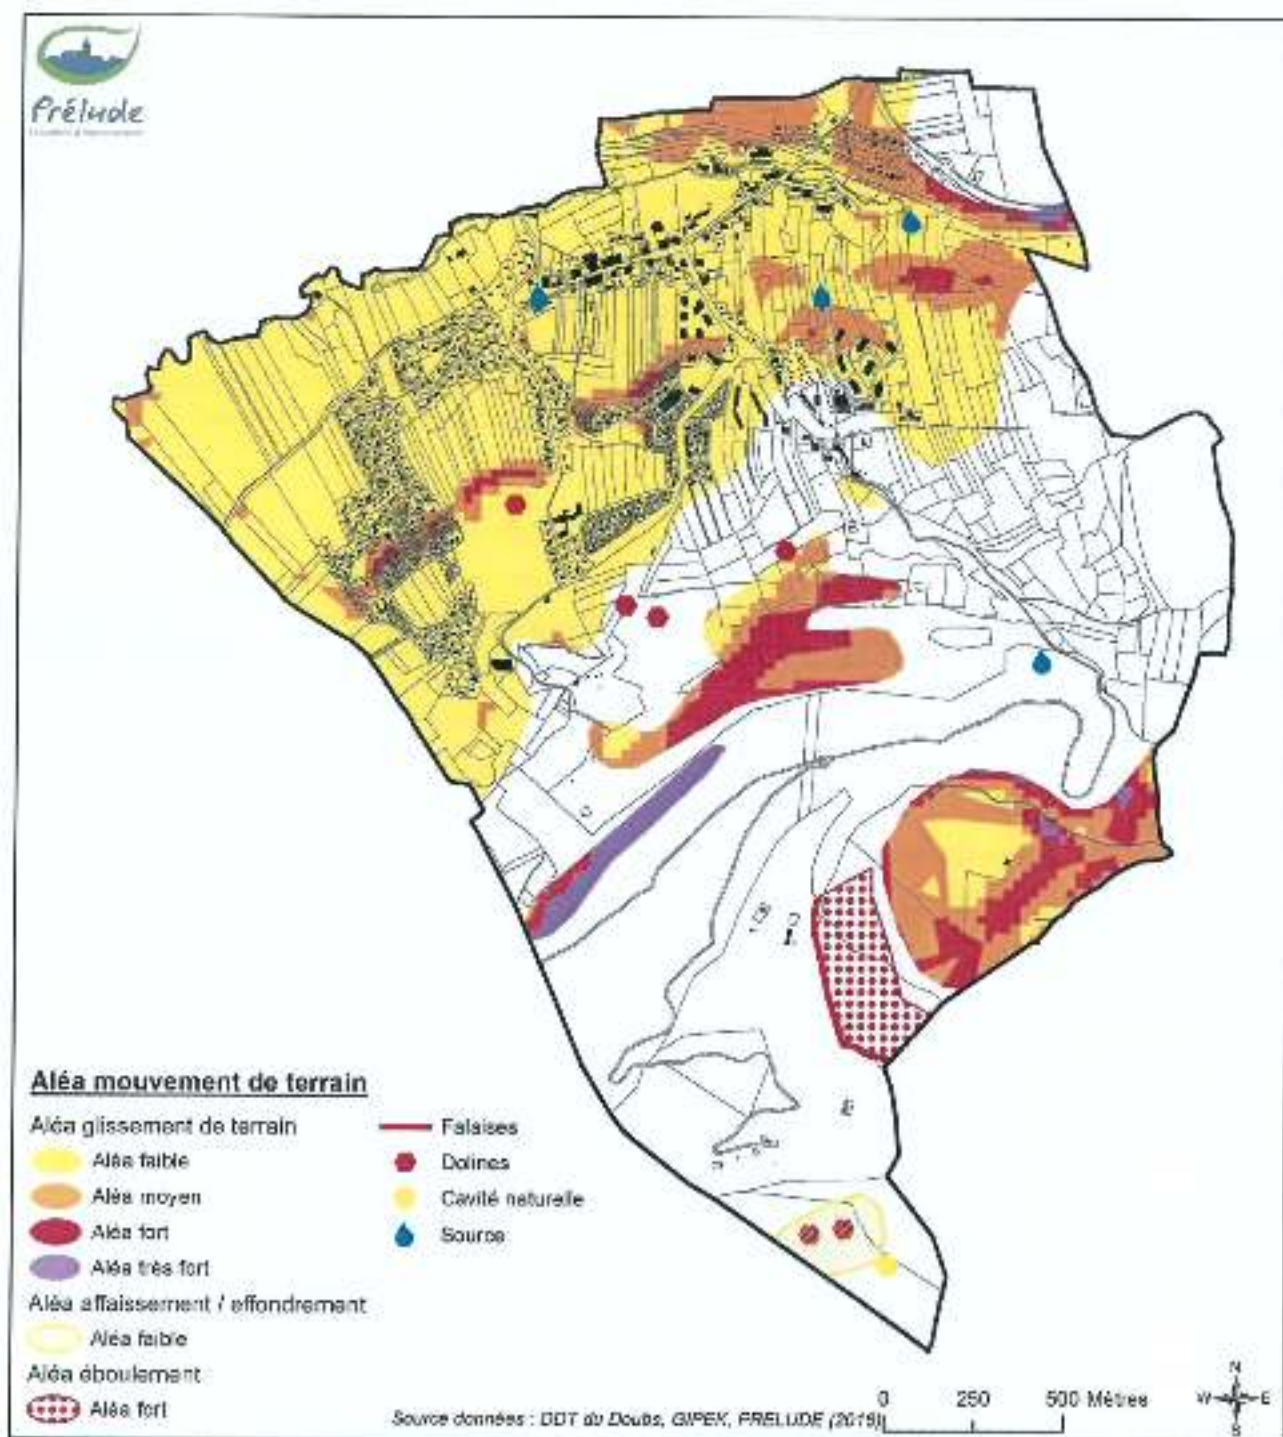 Prélude
Aléa mouvement de terrain
Aléa glissement de terrain
Aléa faible
Aléa moyen
Aléa fort
Aléa très fort
Aléa affaissement / effondrement
Aléa faible
Aléa éboulement
Aléa fort
Falaises
Dolines
Cavité naturelle
Source
Source données : DDT du Doubs, GIPEK, PRELUDE
0 250 500 Mètres
N
W E
S